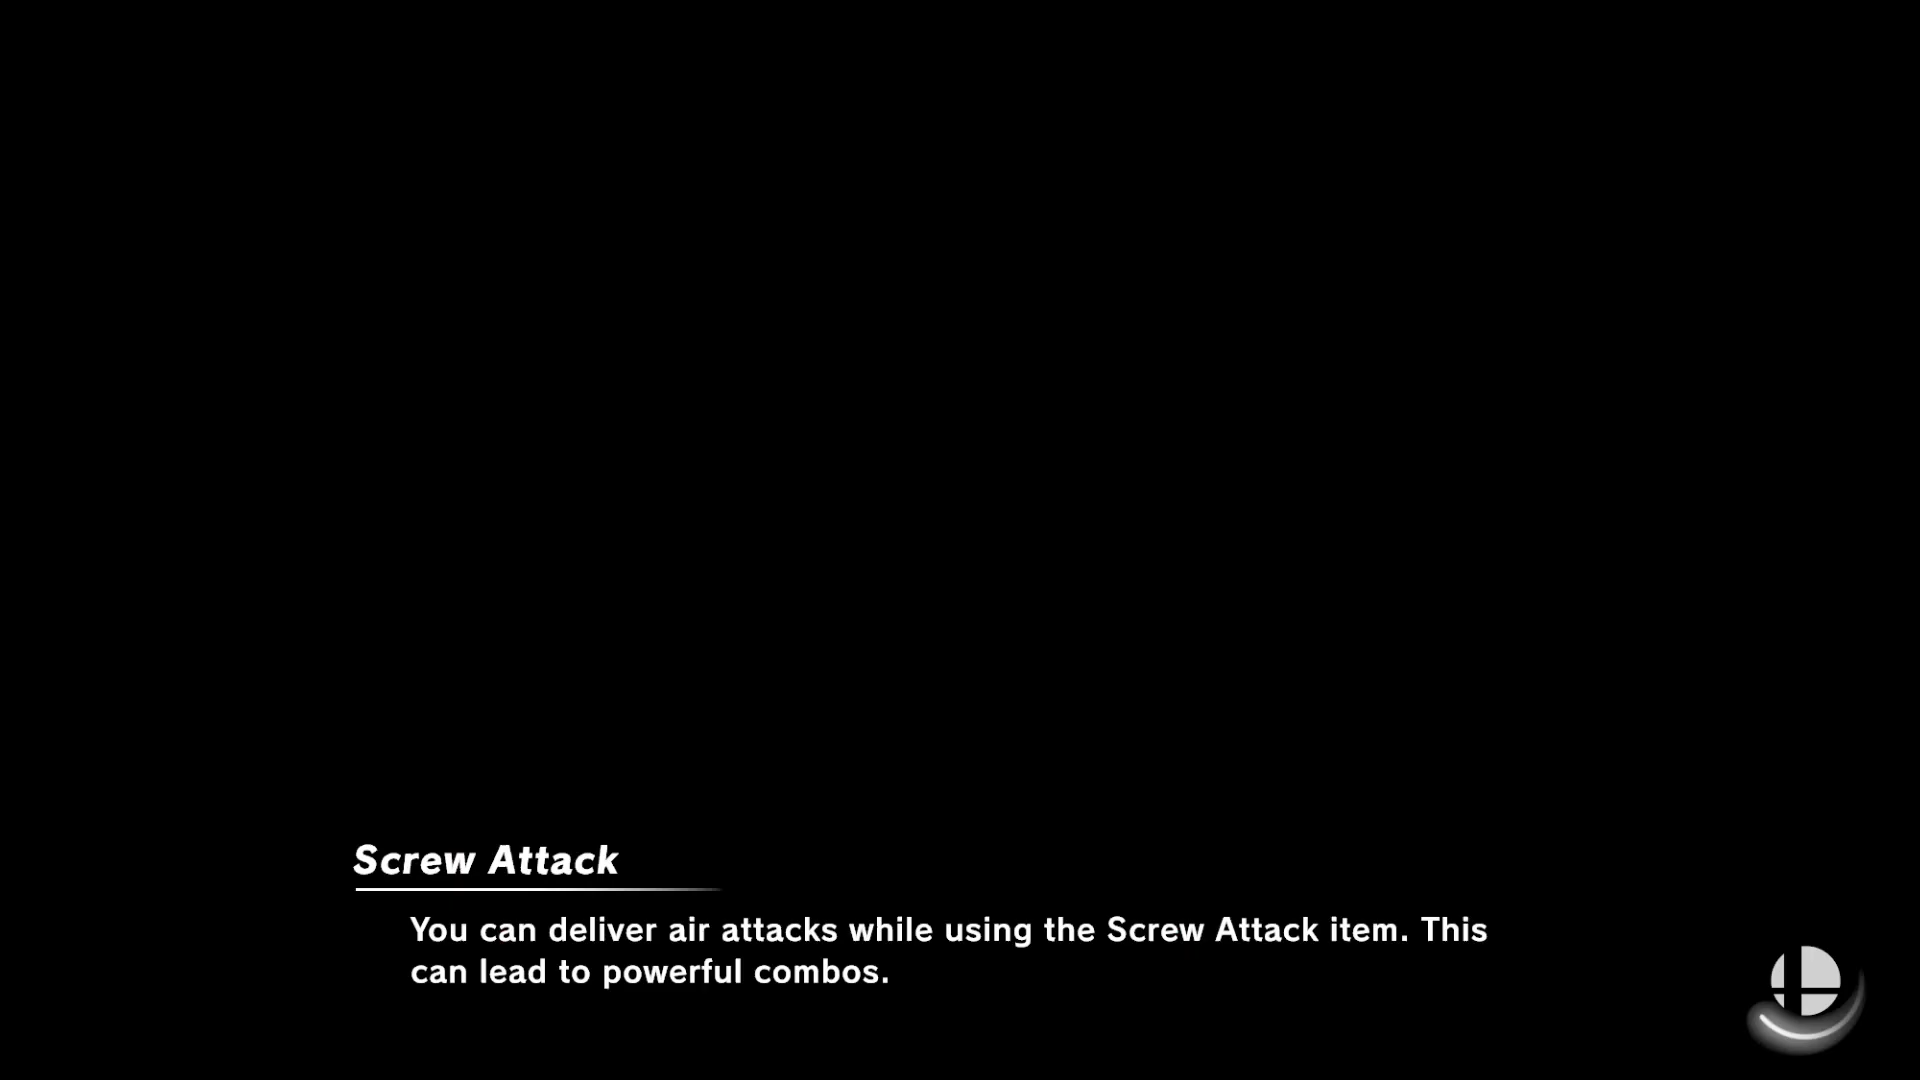 Screw Attack
You can deliver air attacks while using the Screw Attack item. This
can lead to powerful combos.